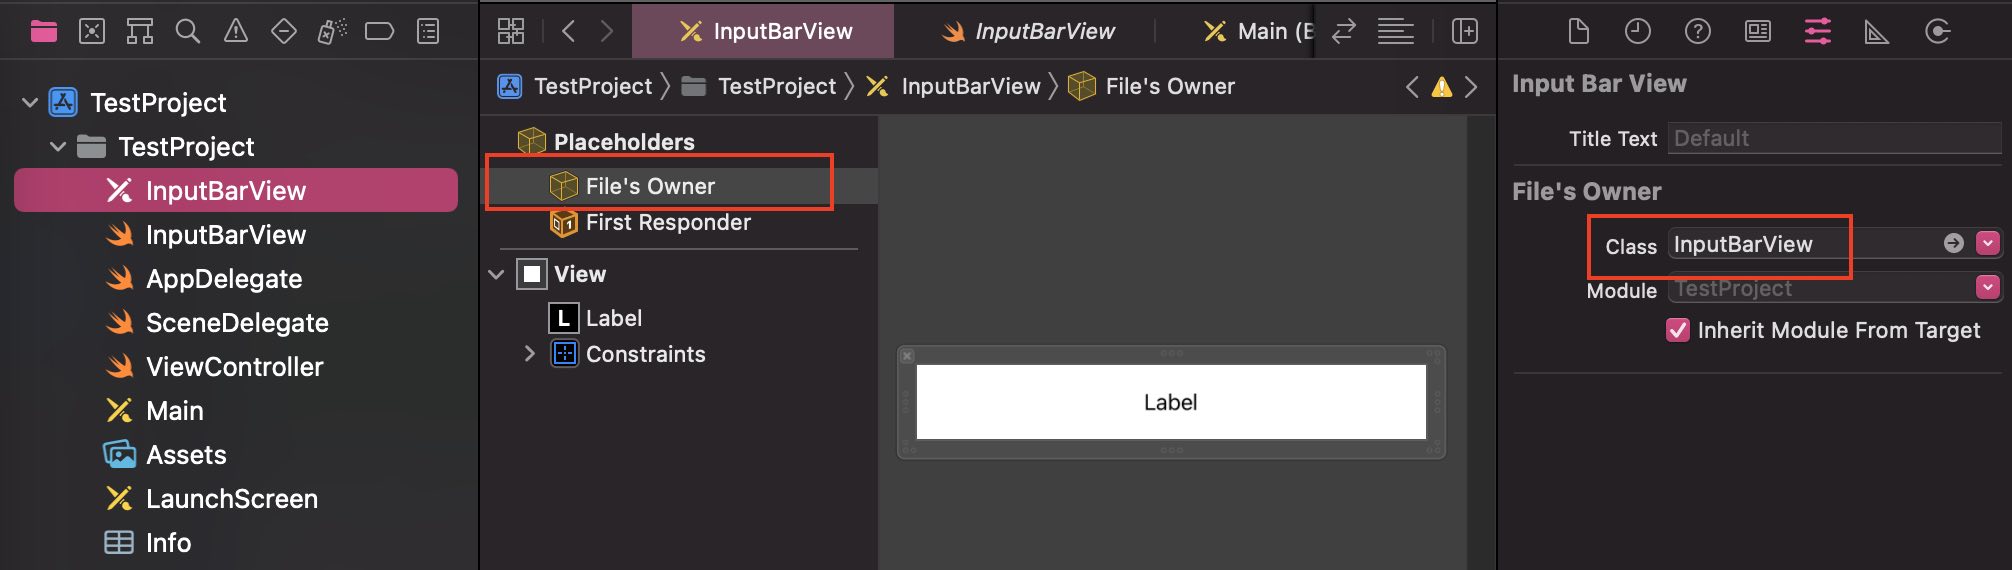 TestProject
TestProject
InputBarView
InputBarView
AppDelegate
SceneDelegate
ViewController
Main
Assets
LaunchScreen
Info
InputBarView
InputBarView
Main (B
TestProject
TestProject
InputBarView
File's Owner
Placeholders
File's Owner
First Responder
View
L Label
Constraints
Label
Input Bar View
Title Text Default
File's Owner
Class InputBarView
Module TestProject
Inherit Module From Target